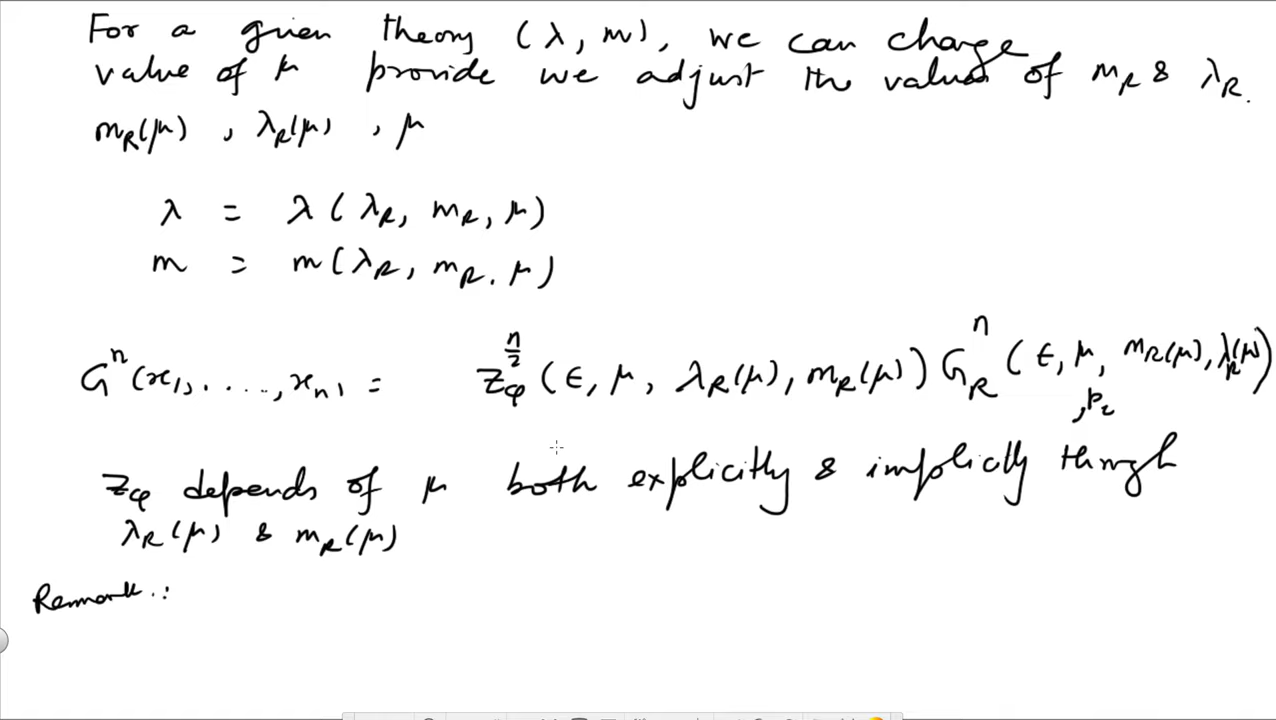 For a given theory (λ, m), we can change
value of μ provide we adjust the values of m_R & λ_R.
m_R(μ), λ_R(μ), μ
λ = λ(λ_R, m_R, μ)
m = m(λ_R, m_R, μ)
G^n(x_1, ...., x_n) = Z_φ^{n/2} (ε, μ, λ_R(μ), m_R(μ)) G_R^n (ε, μ, m_R(μ), λ_R(μ)
, p_i
Z_φ depends of μ both explicitly & implicitly through
λ_R(μ) & m_R(μ)
Remark.: